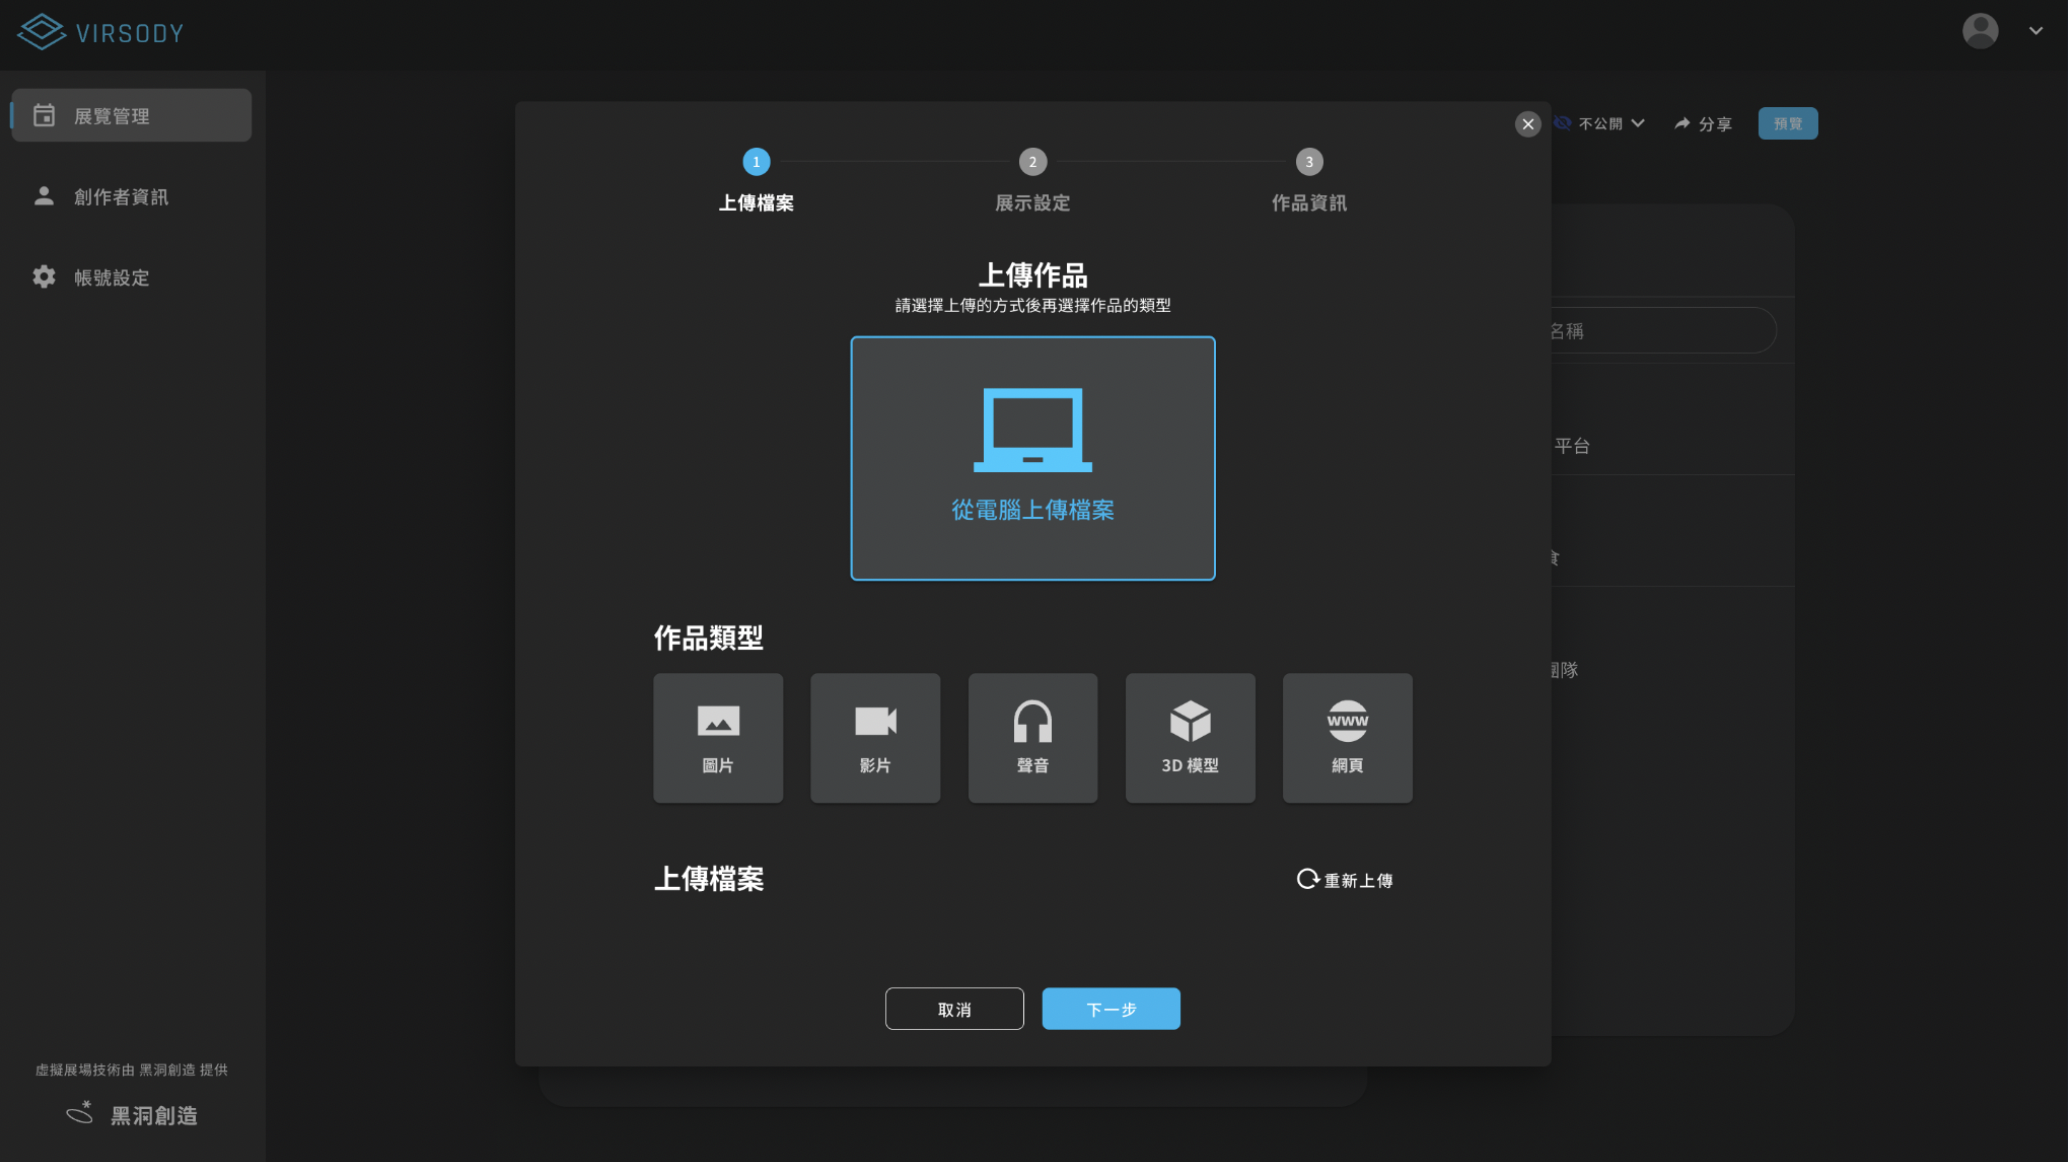 VIRSODY
展覽管理
創作者資訊
帳號設定
不公開
分享
預覽
1
2
3
上傳檔案
展示設定
作品資訊
上傳作品
請選擇上傳的方式後再選擇作品的類型
名稱
平台
從電腦上傳檔案
團隊
作品類型
圖片
影片
聲音
3D 模型
WWW
網頁
上傳檔案
重新上傳
取消
下一步
虛擬展場技術由 黑洞創造 提供
黑洞創造